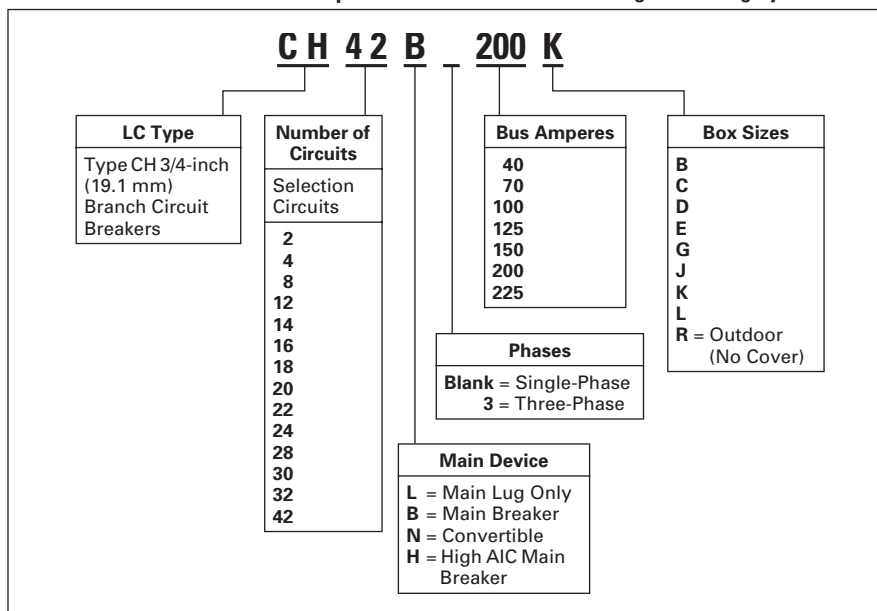 CH 42 B _ 200 K
LC Type
Type CH 3/4-inch
(19.1 mm)
Branch Circuit
Breakers
Number of
Circuits
Selection
Circuits
2
4
8
12
14
16
18
20
22
24
28
30
32
42
Bus Amperes
40
70
100
125
150
200
225
Box Sizes
B
C
D
E
G
J
K
L
R = Outdoor
(No Cover)
Phases
Blank = Single-Phase
3 = Three-Phase
Main Device
L = Main Lug Only
B = Main Breaker
N = Convertible
H = High AIC Main
Breaker